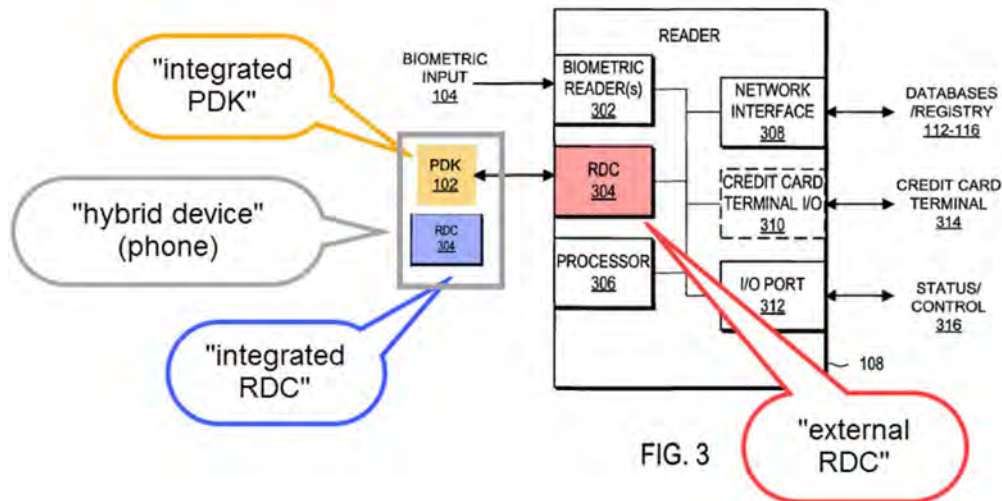 "integrated
PDK"
"hybrid device"
(phone)
"integrated
RDC"
BIOMETRIC
INPUT
104
PDK
102
RDC
304
READER
BIOMETRIC
READER(s)
302
RDC
304
PROCESSOR
306
NETWORK
INTERFACE
308
CREDIT CARD
TERMINAL I/O
310
I/O PORT
312
DATABASES
/REGISTRY
112-116
CREDIT CARD
TERMINAL
314
STATUS/
CONTROL
316
108
FIG. 3
"external
RDC"